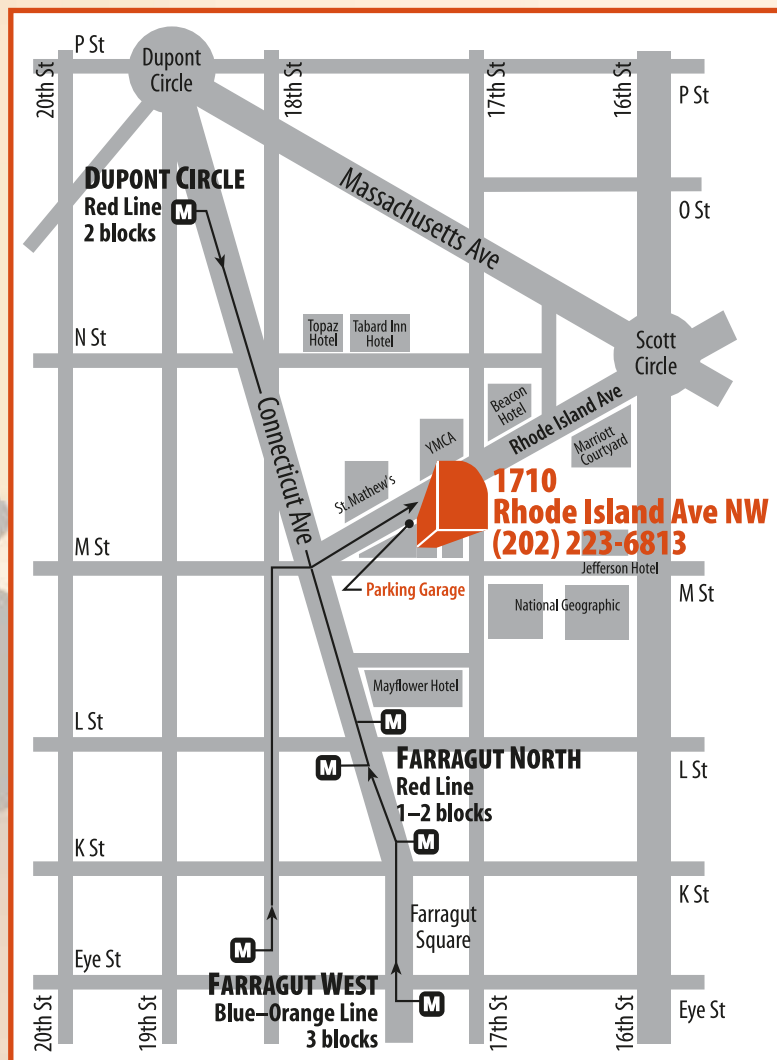 P St
20th St
Dupont
Circle
18th St
17th St
16th St
P St
DUPONT CIRCLE
Red Line
2 blocks
M
Massachusetts Ave
O St
N St
Topaz
Hotel
Tabard Inn
Hotel
Scott
Circle
Connecticut Ave
Beacon
Hotel
Rhode Island Ave
YMCA
Marriott
Courtyard
St. Mathew's
1710
Rhode Island Ave NW
(202) 223-6813
M St
Jefferson Hotel
Parking Garage
National Geographic
M St
Mayflower Hotel
L St
M
M
FARRAGUT NORTH
Red Line
1–2 blocks
L St
K St
M
K St
Farragut
Square
Eye St
M
FARRAGUT WEST
Blue–Orange Line
3 blocks
M
Eye St
20th St
19th St
17th St
16th St